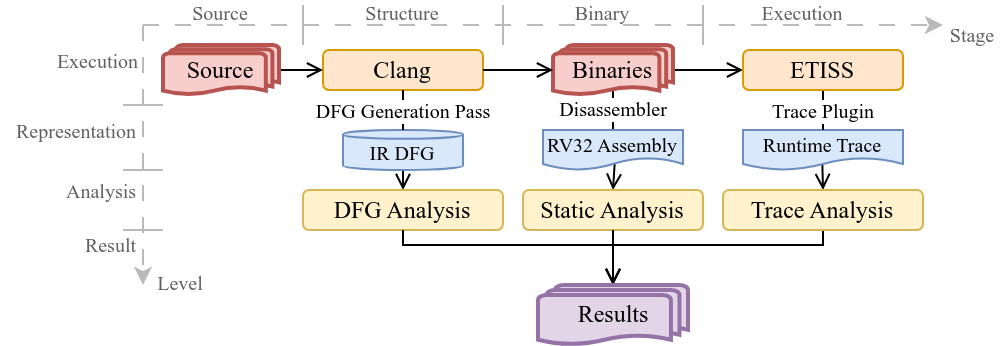 Source Structure Binary Execution
Stage
Execution
Source Clang Binaries ETISS
DFG Generation Pass Disassembler Trace Plugin
Representation
IR DFG RV32 Assembly Runtime Trace
Analysis
DFG Analysis Static Analysis Trace Analysis
Result
Level
Results